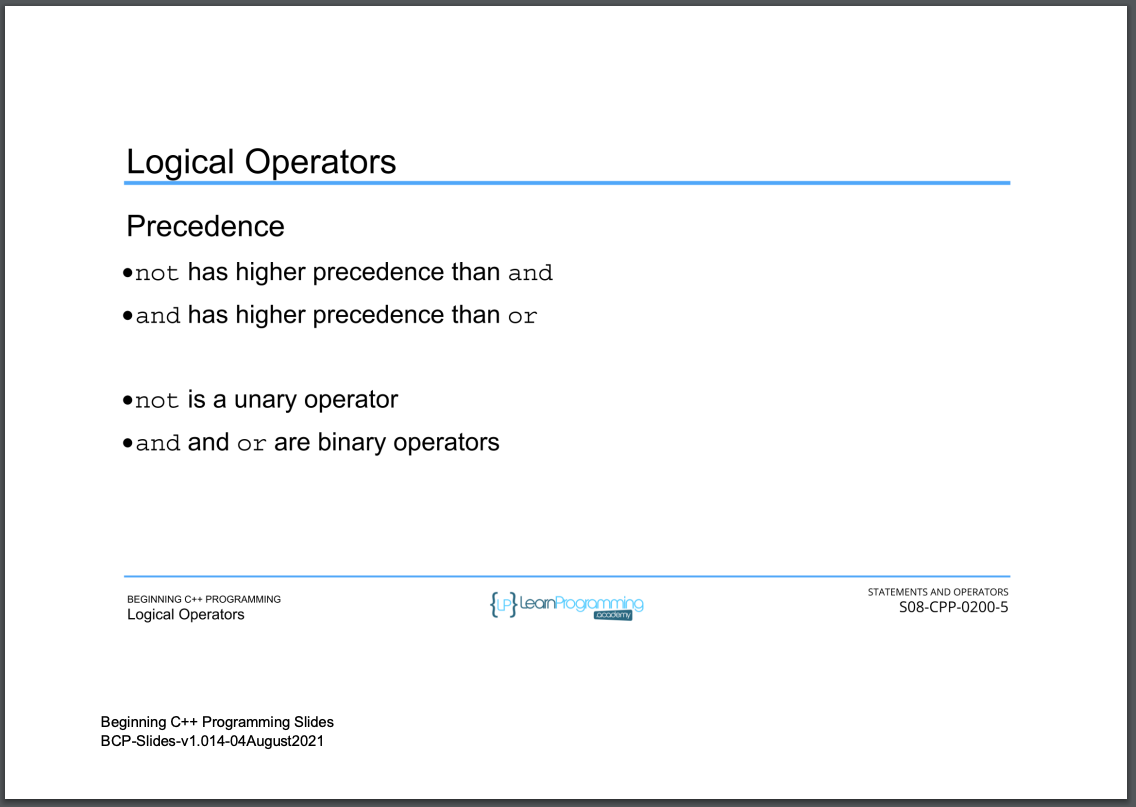 Logical Operators
Precedence
•not has higher precedence than and
•and has higher precedence than or
•not is a unary operator
•and and or are binary operators
BEGINNING C++ PROGRAMMING
Logical Operators
{LP}LearnProgramming
academy
STATEMENTS AND OPERATORS
S08-CPP-0200-5
Beginning C++ Programming Slides
BCP-Slides-v1.014-04August2021